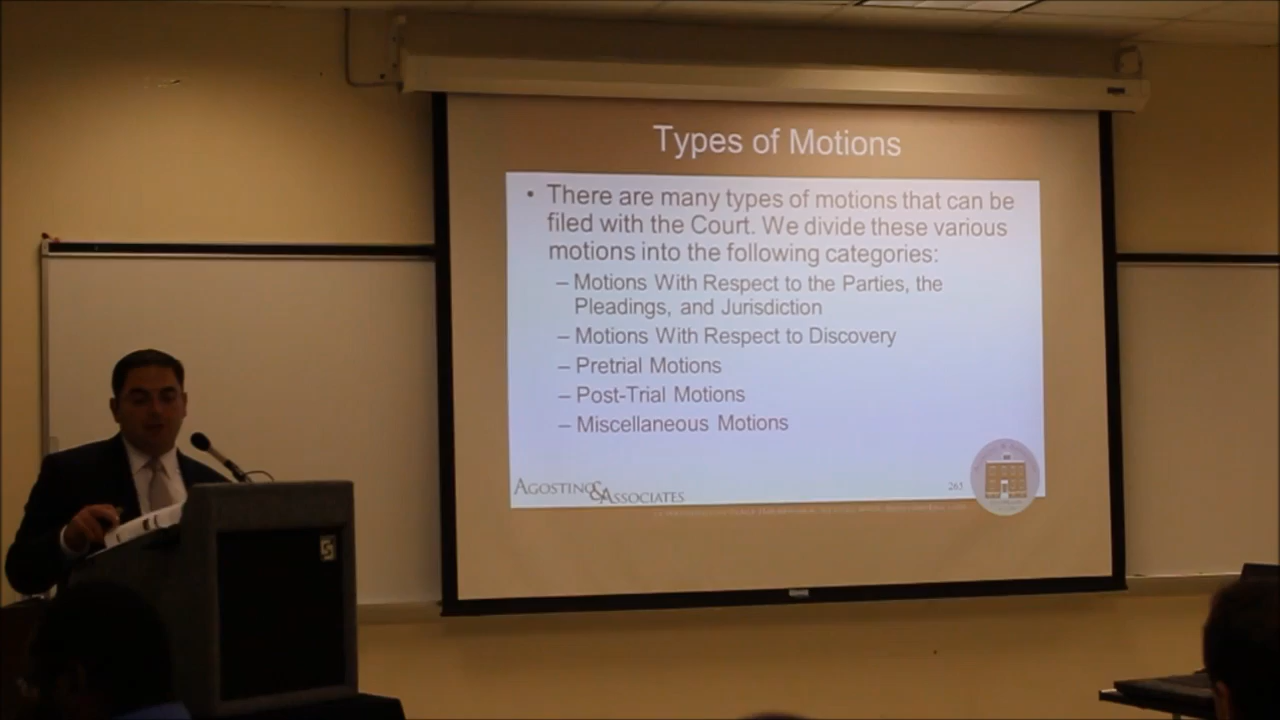 Types of Motions
• There are many types of motions that can be
filed with the Court. We divide these various
motions into the following categories:
– Motions With Respect to the Parties, the
Pleadings, and Jurisdiction
– Motions With Respect to Discovery
– Pretrial Motions
– Post-Trial Motions
– Miscellaneous Motions
AGOSTINO & ASSOCIATES